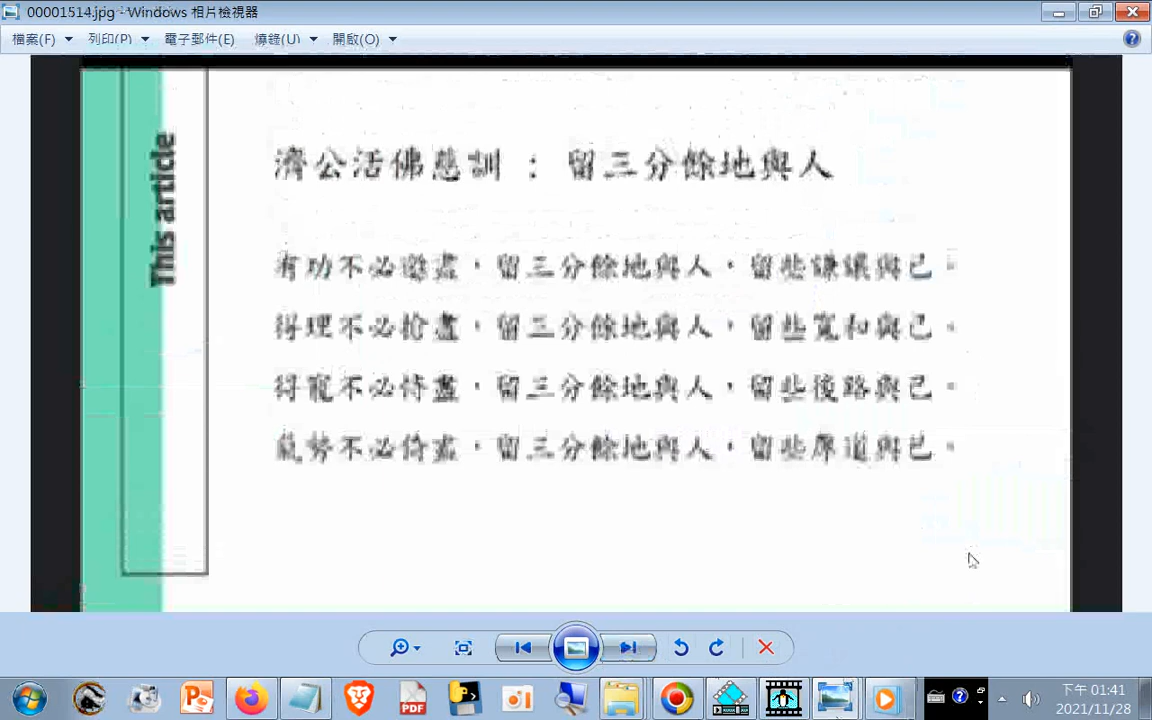 00001514.jpg - Windows 相片檢視器
檔案(F) 列印(P) 電子郵件(E) 燒錄(U) 開啟(O)
This article
濟公活佛慈訓 : 留三分餘地與人
有功不必邀盡，留三分餘地與人，留些謙讓與己。
得理不必搶盡，留三分餘地與人，留些寬和與己。
得寵不必恃盡，留三分餘地與人，留些後路與己。
氣勢不必倚盡，留三分餘地與人，留些厚道與己。
下午 01:41
2021/11/28